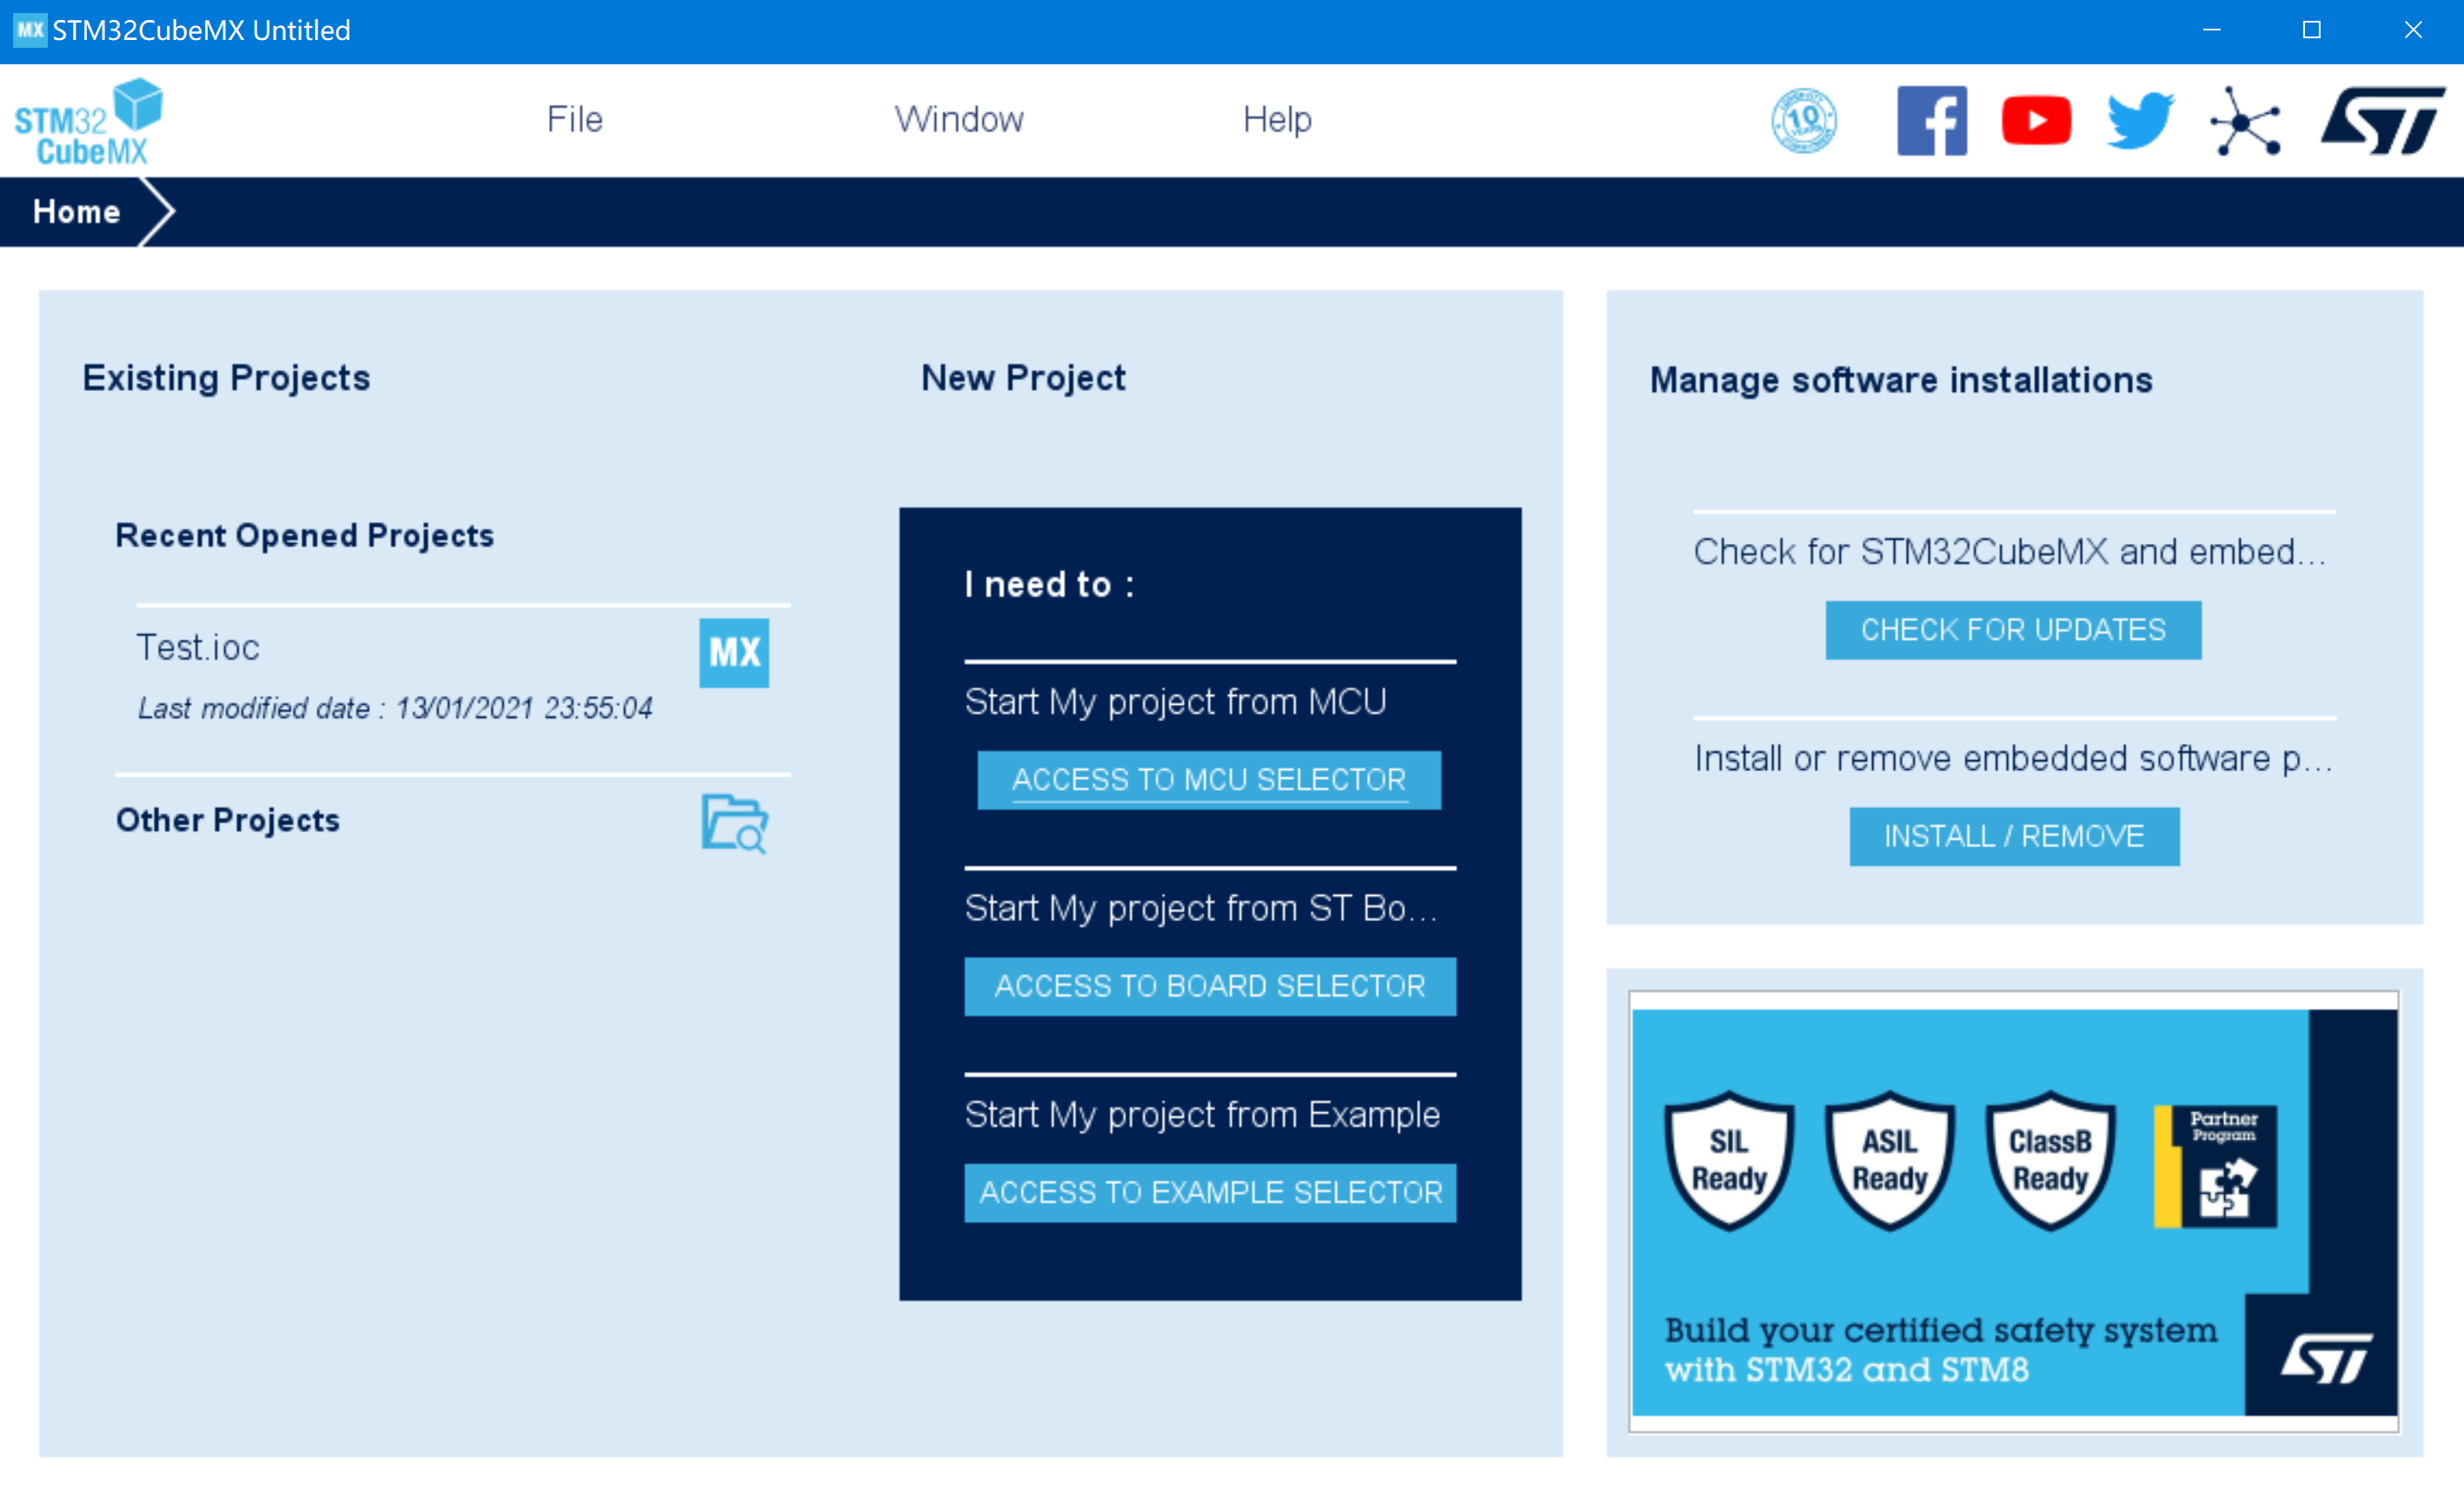 MX STM32CubeMX Untitled
STM32
CubeMX
File
Window
Help
10
YEARS
Home
Existing Projects
New Project
Manage software installations
Recent Opened Projects
Test.ioc
MX
Last modified date : 13/01/2021 23:55:04
Other Projects
I need to :
Start My project from MCU
ACCESS TO MCU SELECTOR
Start My project from ST Bo...
ACCESS TO BOARD SELECTOR
Start My project from Example
ACCESS TO EXAMPLE SELECTOR
Check for STM32CubeMX and embed...
CHECK FOR UPDATES
Install or remove embedded software p...
INSTALL / REMOVE
SIL
Ready
ASIL
Ready
ClassB
Ready
Partner
Program
Build your certified safety system
with STM32 and STM8
ST